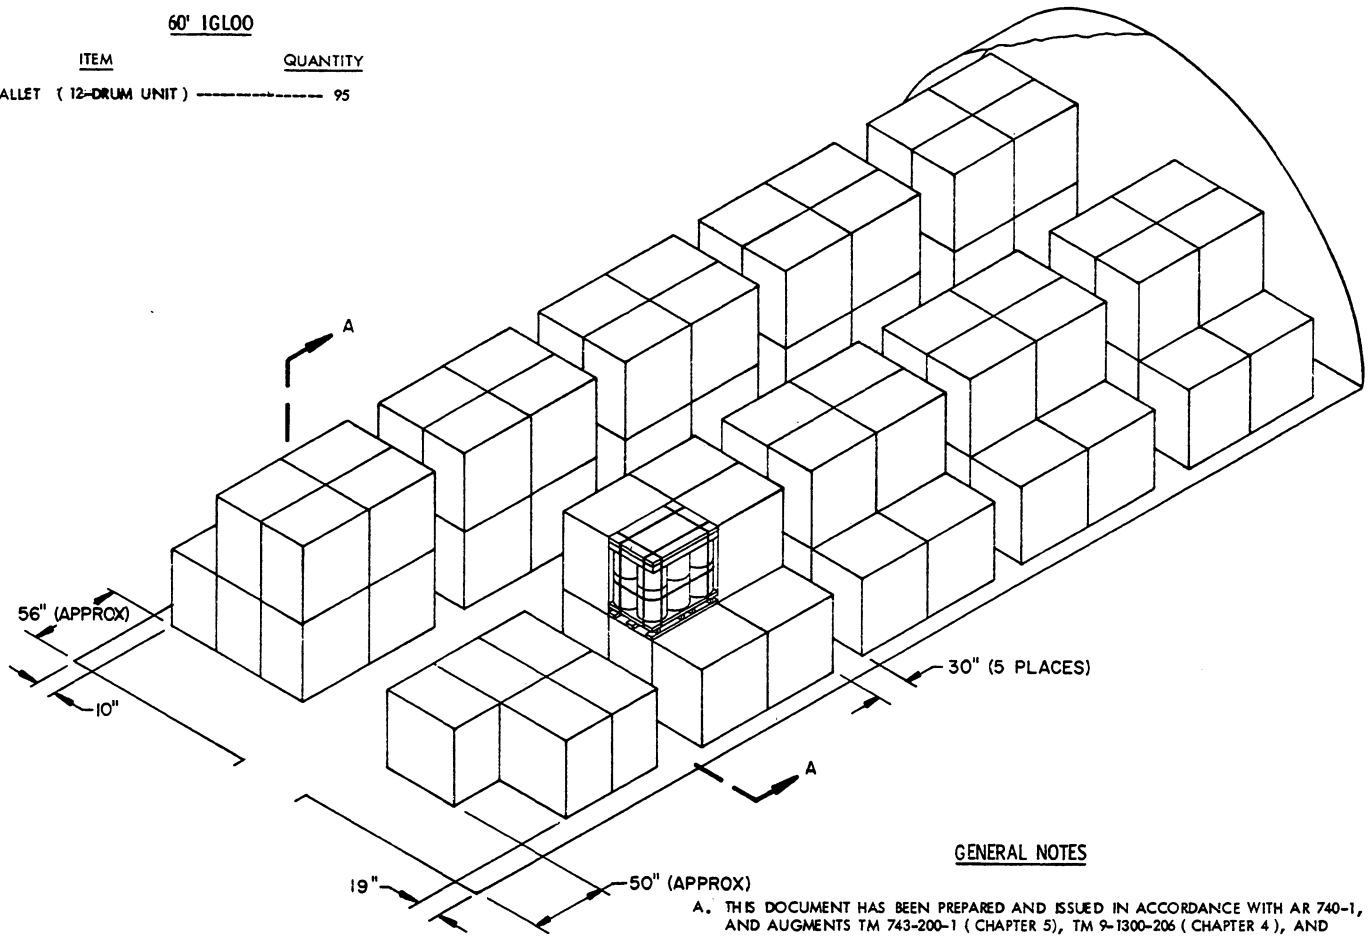 60' IGLOO
ITEM QUANTITY
ALLET ( 12-DRUM UNIT ) ------------- 95
A
56" (APPROX)
10"
30" (5 PLACES)
A
19"
50" (APPROX)
GENERAL NOTES
A. THIS DOCUMENT HAS BEEN PREPARED AND ISSUED IN ACCORDANCE WITH AR 740-1,
AND AUGMENTS TM 743-200-1 ( CHAPTER 5), TM 9-1300-206 ( CHAPTER 4 ), AND